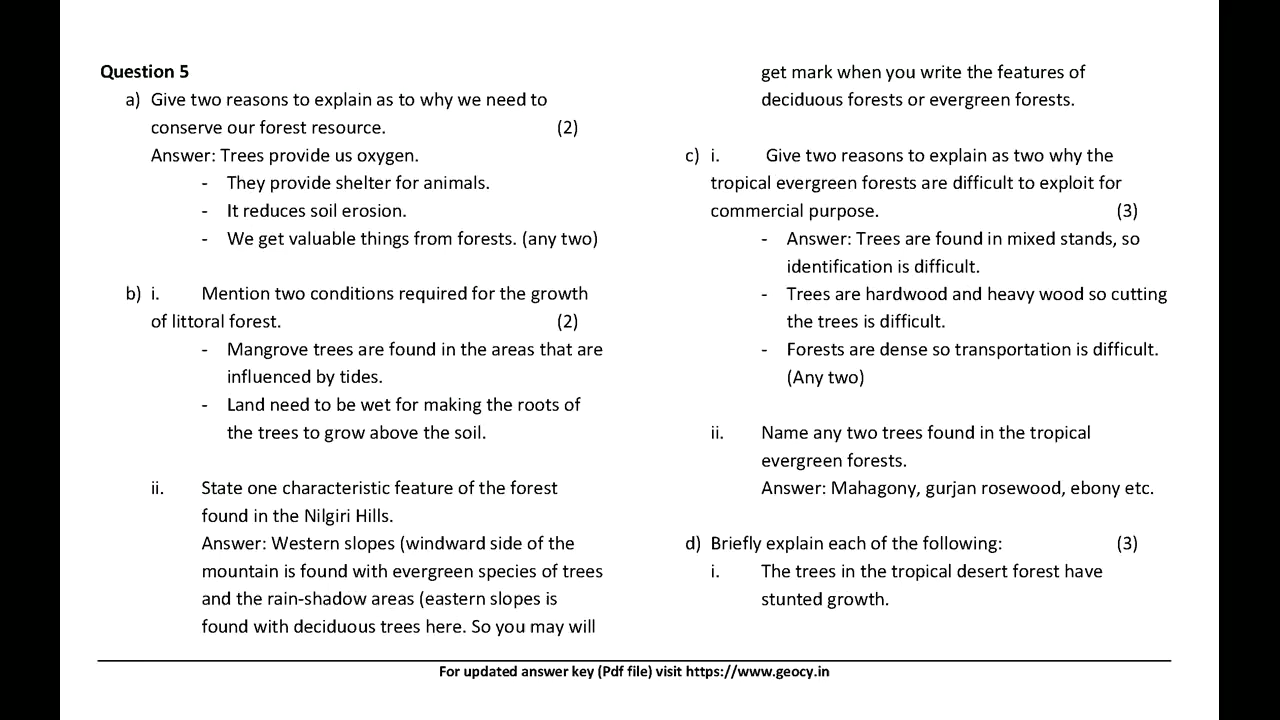 Question 5
a) Give two reasons to explain as to why we need to
conserve our forest resource. (2)
Answer: Trees provide us oxygen.
- They provide shelter for animals.
- It reduces soil erosion.
- We get valuable things from forests. (any two)
b) i. Mention two conditions required for the growth
of littoral forest. (2)
- Mangrove trees are found in the areas that are
influenced by tides.
- Land need to be wet for making the roots of
the trees to grow above the soil.
ii. State one characteristic feature of the forest
found in the Nilgiri Hills.
Answer: Western slopes (windward side of the
mountain is found with evergreen species of trees
and the rain-shadow areas (eastern slopes is
found with deciduous trees here. So you may will
get mark when you write the features of
deciduous forests or evergreen forests.
c) i. Give two reasons to explain as two why the
tropical evergreen forests are difficult to exploit for
commercial purpose. (3)
- Answer: Trees are found in mixed stands, so
identification is difficult.
- Trees are hardwood and heavy wood so cutting
the trees is difficult.
- Forests are dense so transportation is difficult.
(Any two)
ii. Name any two trees found in the tropical
evergreen forests.
Answer: Mahagony, gurjan rosewood, ebony etc.
d) Briefly explain each of the following: (3)
i. The trees in the tropical desert forest have
stunted growth.
For updated answer key (Pdf file) visit https://www.geocy.in